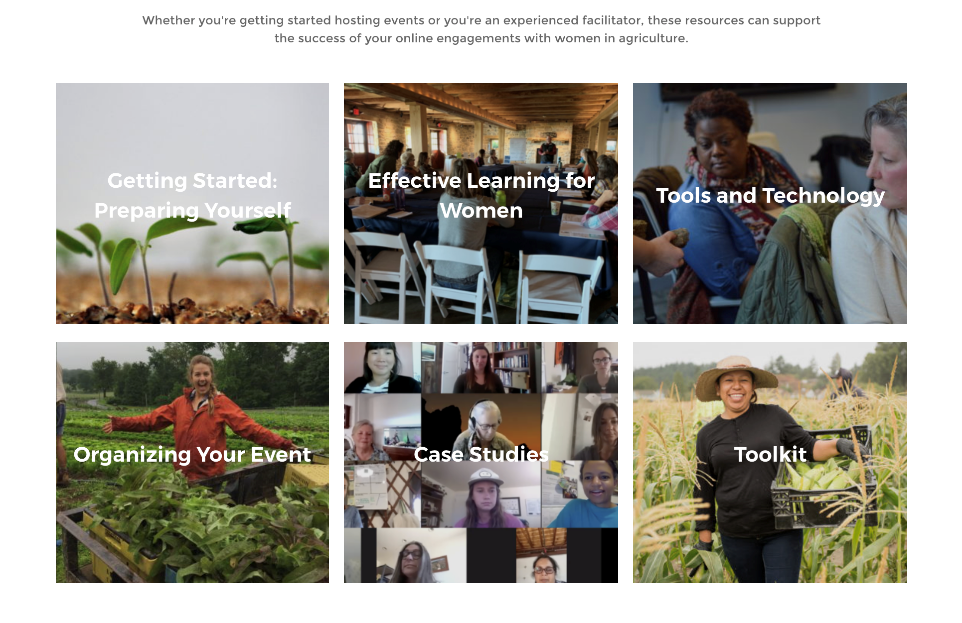 Whether you're getting started hosting events or you're an experienced facilitator, these resources can support
the success of your online engagements with women in agriculture.
Getting Started:
Preparing Yourself
Effective Learning for
Women
Tools and Technology
Organizing Your Event
Case Studies
Toolkit